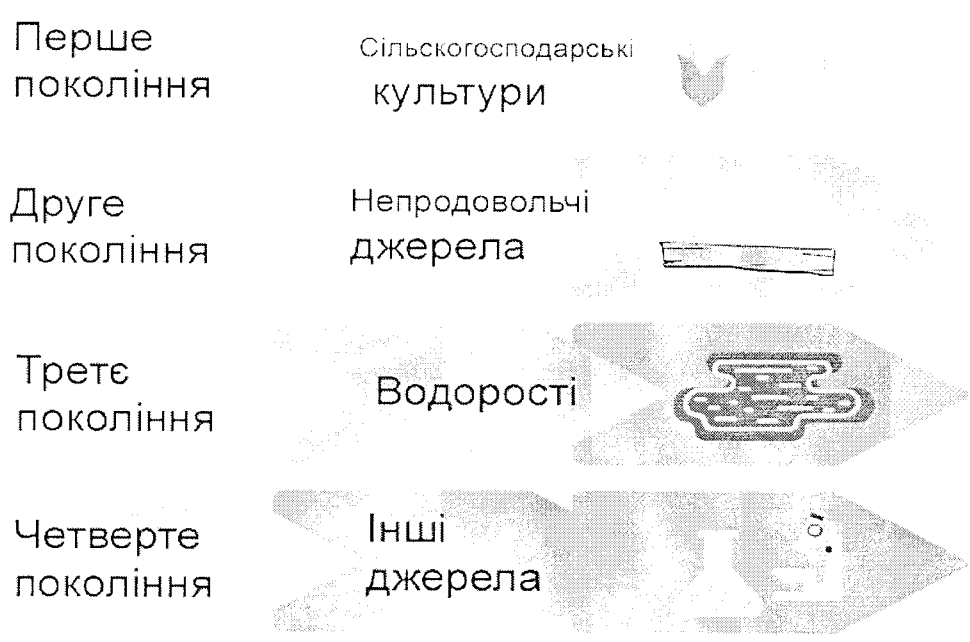 Перше
покоління
Сільскогосподарські
культури
Друге
покоління
Непродовольчі
джерела
Третє
покоління
Водорості
Четверте
покоління
Інші
джерела